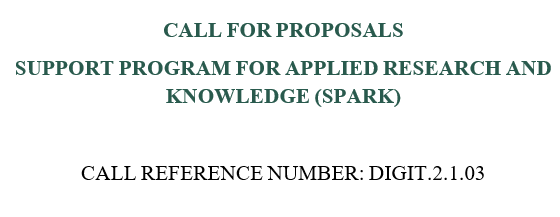 CALL FOR PROPOSALS
SUPPORT PROGRAM FOR APPLIED RESEARCH AND
KNOWLEDGE (SPARK)
CALL REFERENCE NUMBER: DIGIT.2.1.03